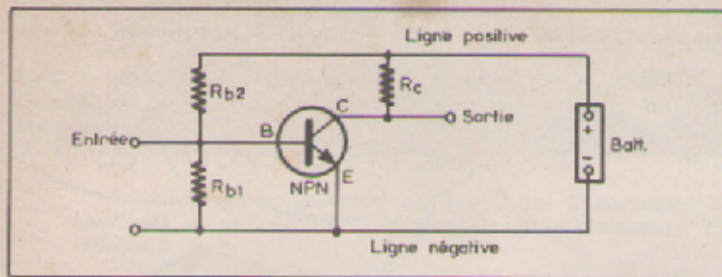 Ligne positive
Rb2
Rc
C
Entrée
B
Sortie
+
-
Batt.
Rb1
NPN
E
Ligne négative